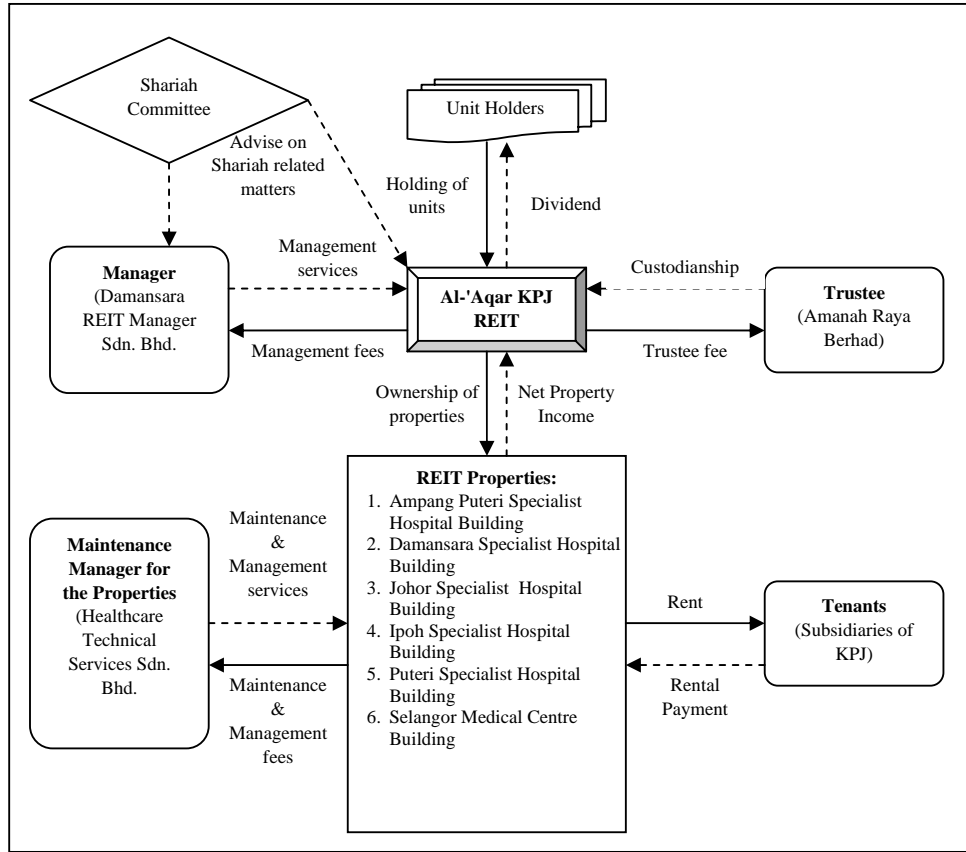 Shariah
Committee
Unit Holders
Advise on
Shariah related
matters
Holding of
units
Dividend
Manager
(Damansara
REIT Manager
Sdn. Bhd.
Management
services
Management fees
Al-'Aqar KPJ
REIT
Custodianship
Trustee fee
Trustee
(Amanah Raya
Berhad)
Ownership of
properties
Net Property
Income
REIT Properties:
1. Ampang Puteri Specialist
Hospital Building
2. Damansara Specialist Hospital
Building
3. Johor Specialist Hospital
Building
4. Ipoh Specialist Hospital
Building
5. Puteri Specialist Hospital
Building
6. Selangor Medical Centre
Building
Maintenance
Manager for
the Properties
(Healthcare
Technical
Services Sdn.
Bhd.
Maintenance
&
Management
services
Maintenance
&
Management
fees
Rent
Rental
Payment
Tenants
(Subsidiaries of
KPJ)